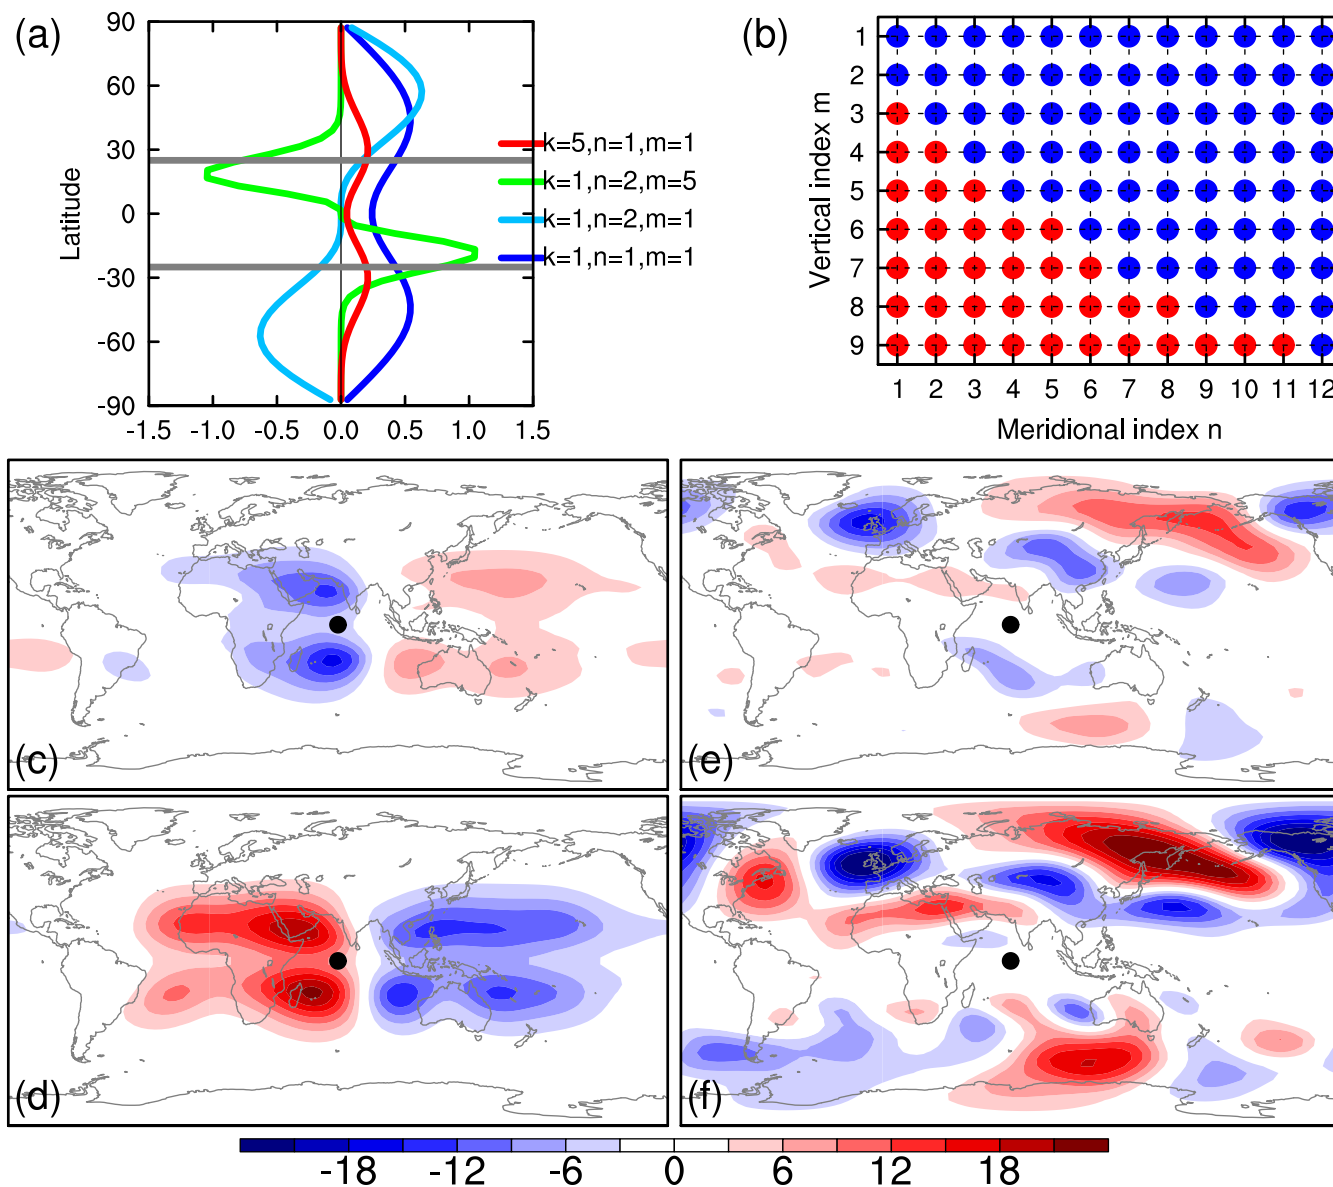 (a)
90
60
30
0
-30
-60
-90
Latitude
-1.5 -1.0 -0.5 0.0 0.5 1.0 1.5
k=5,n=1,m=1
k=1,n=2,m=5
k=1,n=2,m=1
k=1,n=1,m=1
(b)
1
2
3
4
5
6
7
8
9
Vertical index m
1 2 3 4 5 6 7 8 9 10 11 12
Meridional index n
(c)
(e)
(d)
(f)
-18 -12 -6 0 6 12 18